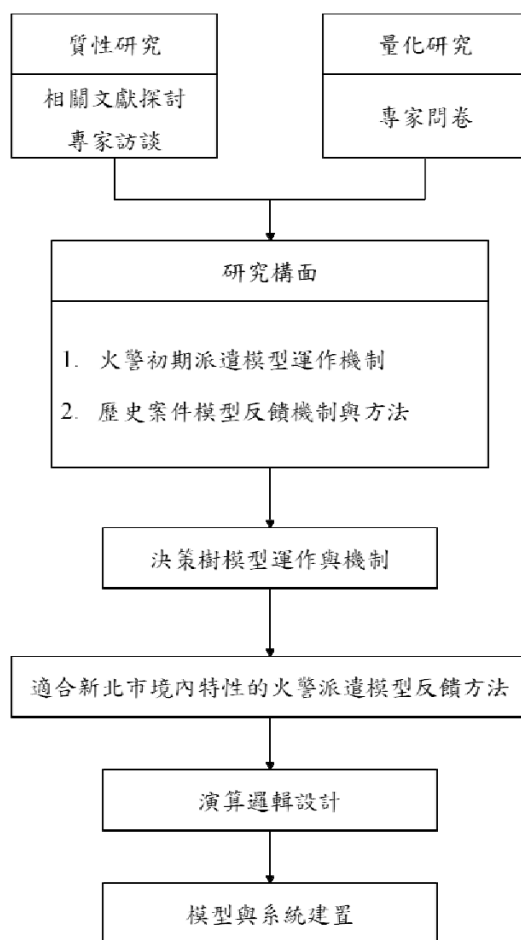 質性研究
相關文獻探討
專家訪談
量化研究
專家問卷
研究構面
1. 火警初期派遣模型運作機制
2. 歷史案件模型反饋機制與方法
決策樹模型運作與機制
適合新北市境內特性的火警派遣模型反饋方法
演算邏輯設計
模型與系統建置